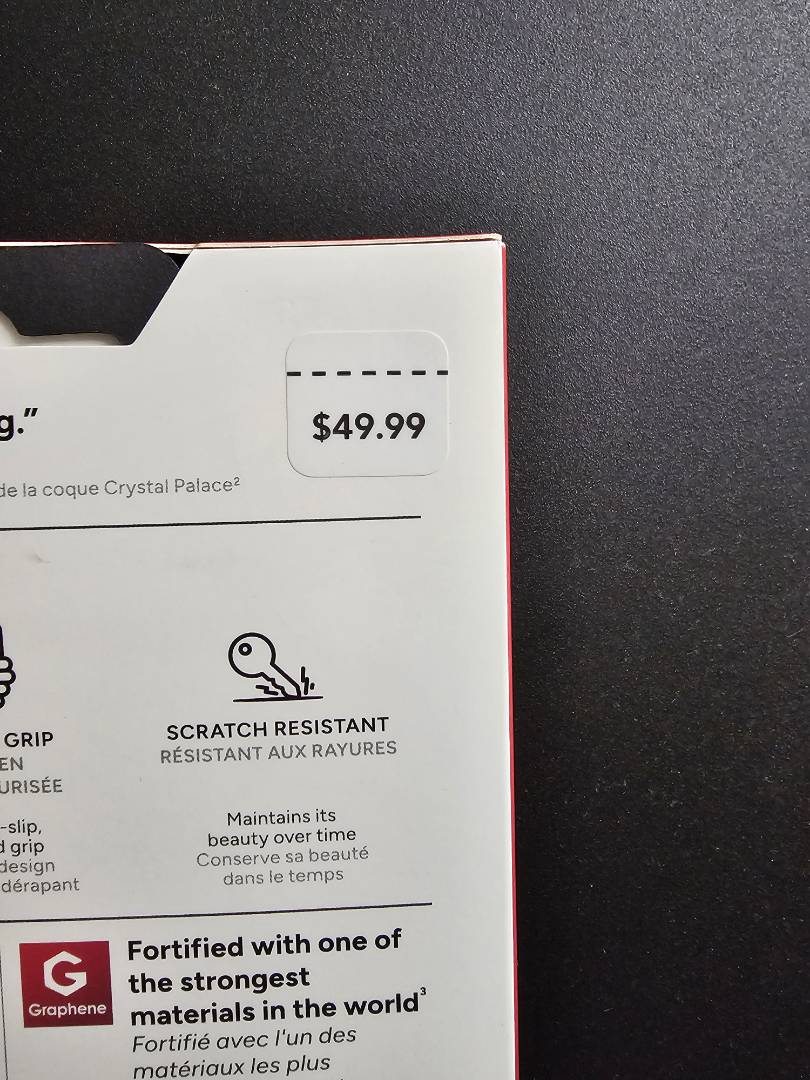 g.”
$49.99
de la coque Crystal Palace²
GRIP
EN
URISÉE
-slip,
d grip
design
dérapant
SCRATCH RESISTANT
RÉSISTANT AUX RAYURES
Maintains its
beauty over time
Conserve sa beauté
dans le temps
G
Graphene
Fortified with one of
the strongest
materials in the world³
Fortifié avec l'un des
matériaux les plus